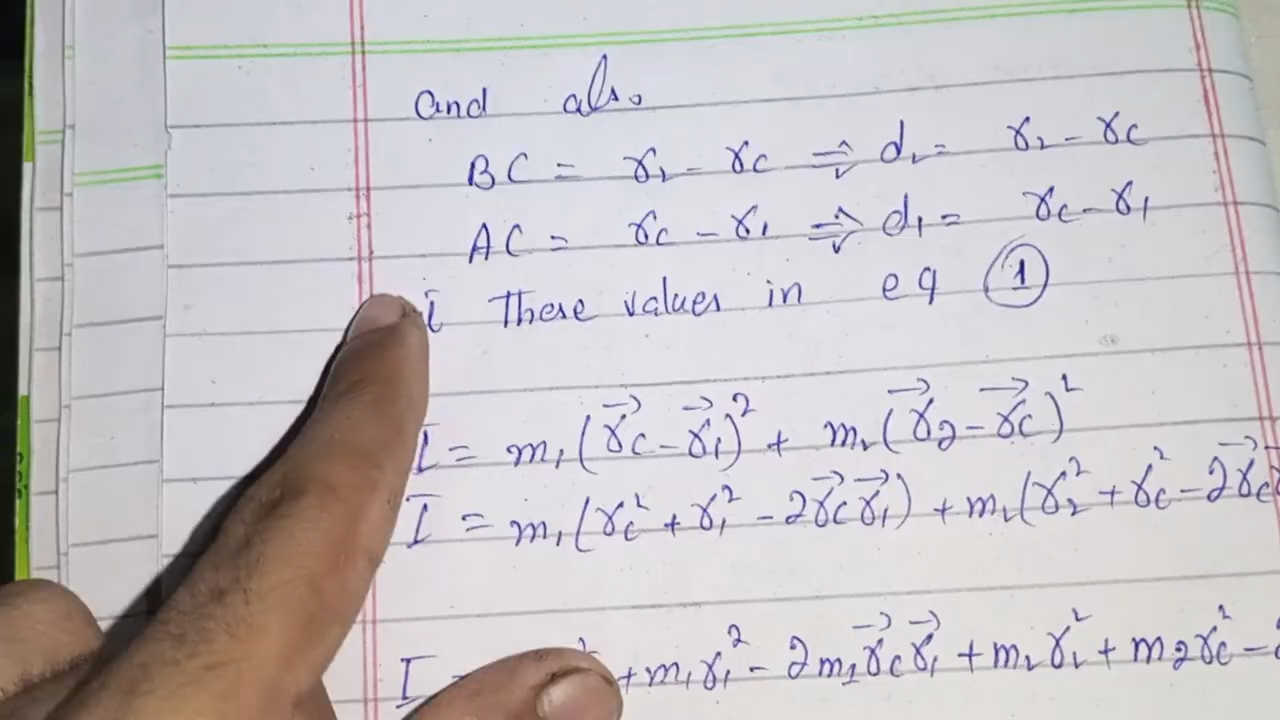 and also
BC = r₂ - rc ⇒ d₂ = r₂ - rc
AC = rc - r₁ ⇒ d₁ = rc - r₁
These values in eq ①
I = m₁(r⃗c - r⃗₁)² + m₂(r⃗₂ - r⃗c)²
I = m₁(rc² + r₁² - 2r⃗c r⃗₁) + m₂(r₂² + rc² - 2r⃗c
I + m₁r₁² - 2m₁r⃗c r⃗₁ + m₂r₂² + m₂rc² -